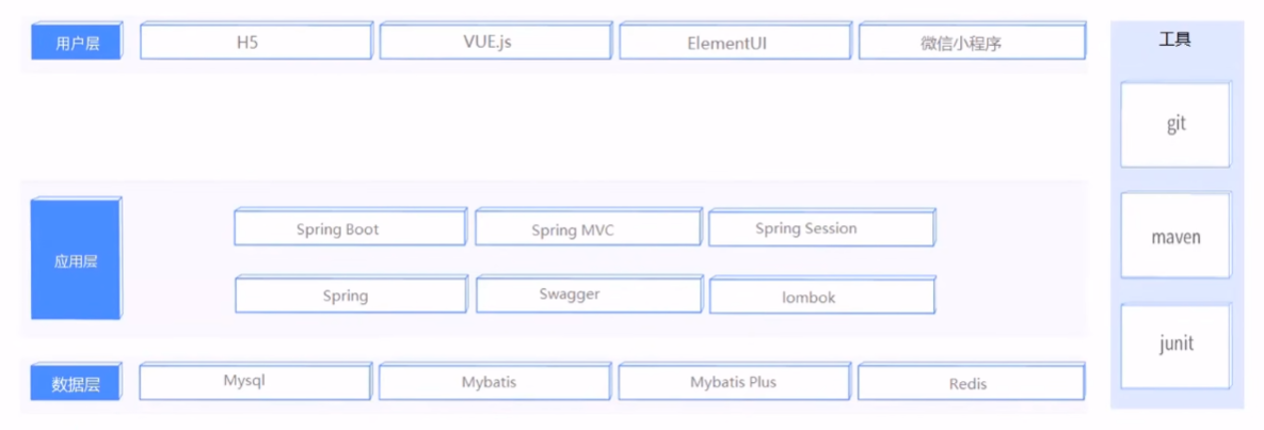 用户层
H5
VUE.js
ElementUI
微信小程序
应用层
Spring Boot
Spring MVC
Spring Session
Spring
Swagger
lombok
数据层
Mysql
Mybatis
Mybatis Plus
Redis
工具
git
maven
junit